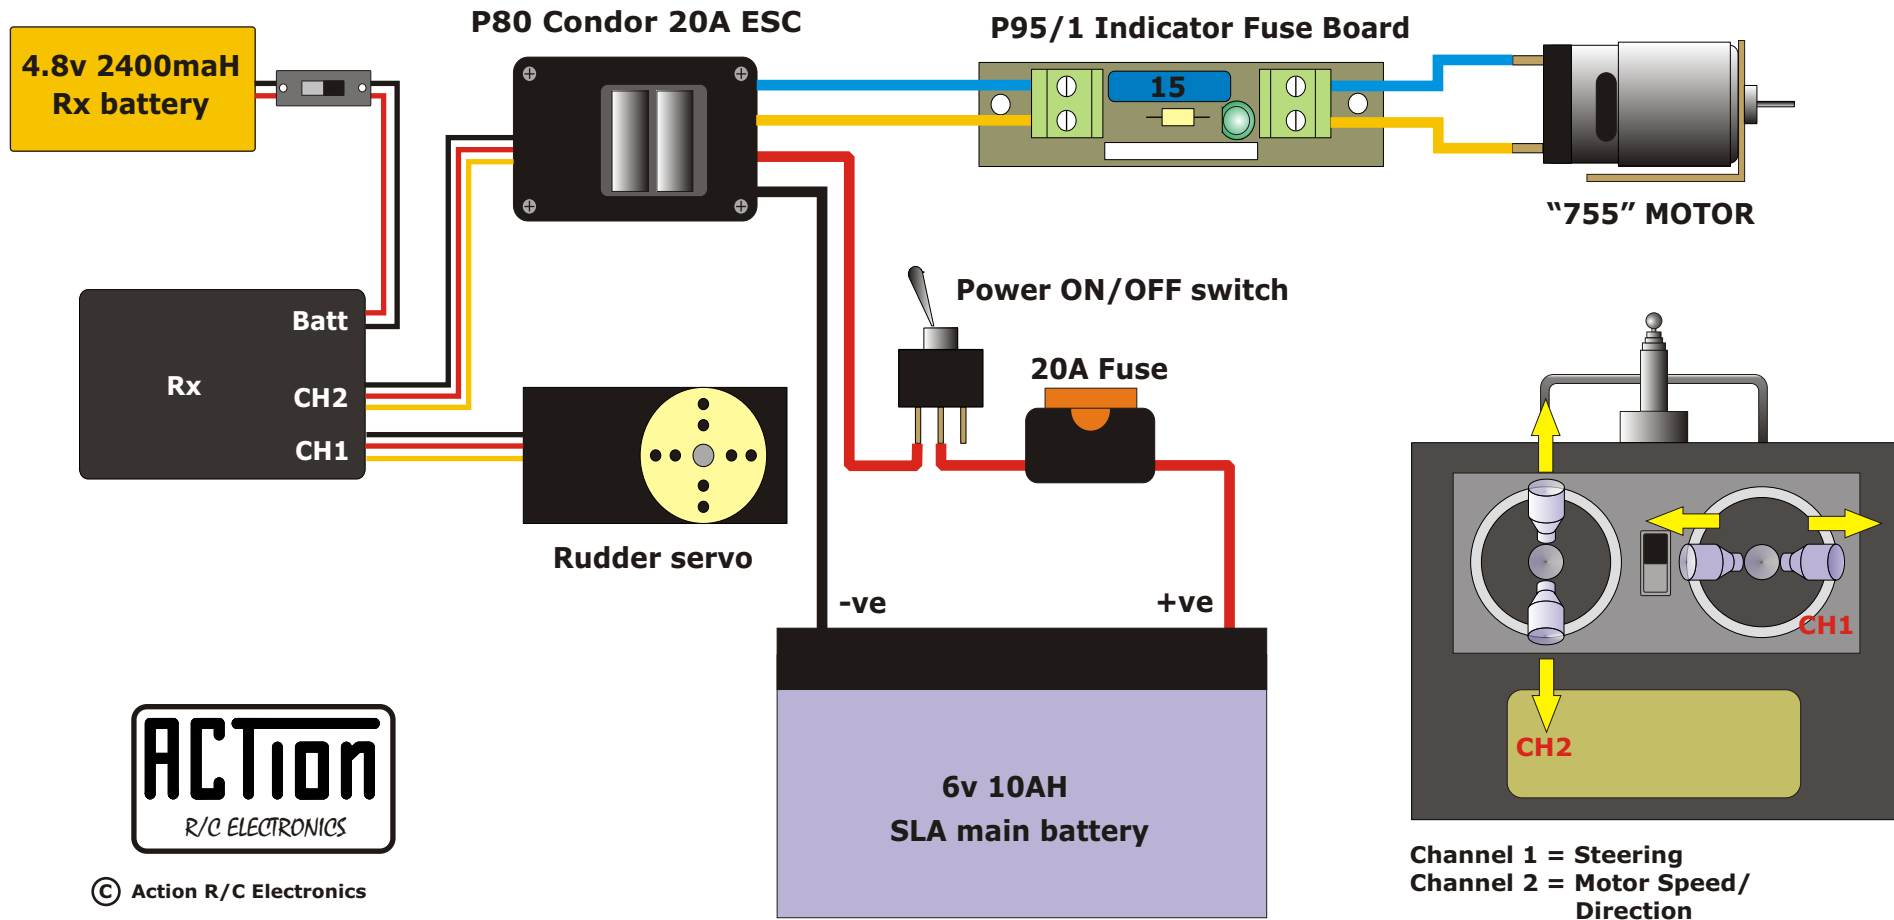 P80 Condor 20A ESC
P95/1 Indicator Fuse Board
4.8v 2400maH
Rx battery
15
"755" MOTOR
Power ON/OFF switch
Batt
Rx
CH2
CH1
20A Fuse
Rudder servo
-ve
+ve
CH1
CH2
6v 10AH
SLA main battery
ACTion
R/C ELECTRONICS
© Action R/C Electronics
Channel 1 = Steering
Channel 2 = Motor Speed/
Direction